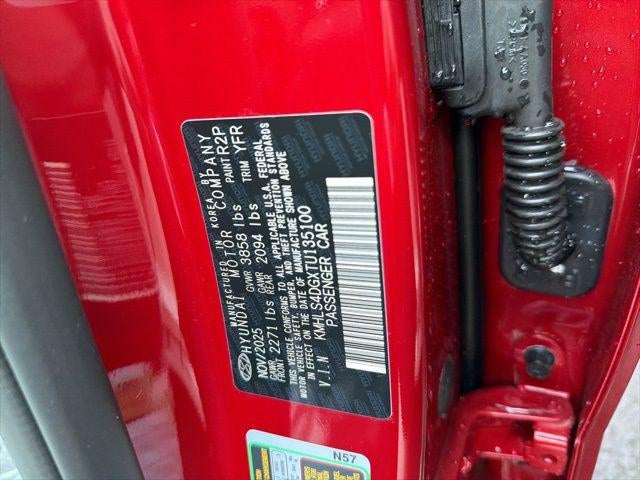 MANUFACTURED IN KOREA BY
HYUNDAI MOTOR COMPANY
NOV/2025 GVWR 3858 lbs PAINT R2P
GAWR FRONT 2271 lbs GAWR REAR 2094 lbs TRIM YFR
THIS VEHICLE CONFORMS TO ALL APPLICABLE U.S.A. FEDERAL
MOTOR VEHICLE SAFETY, BUMPER, AND THEFT PREVENTION STANDARDS
IN EFFECT ON THE DATE OF MANUFACTURE SHOWN ABOVE
V.I.N KMHLS4DGXTU135100
PASSENGER CAR
N57